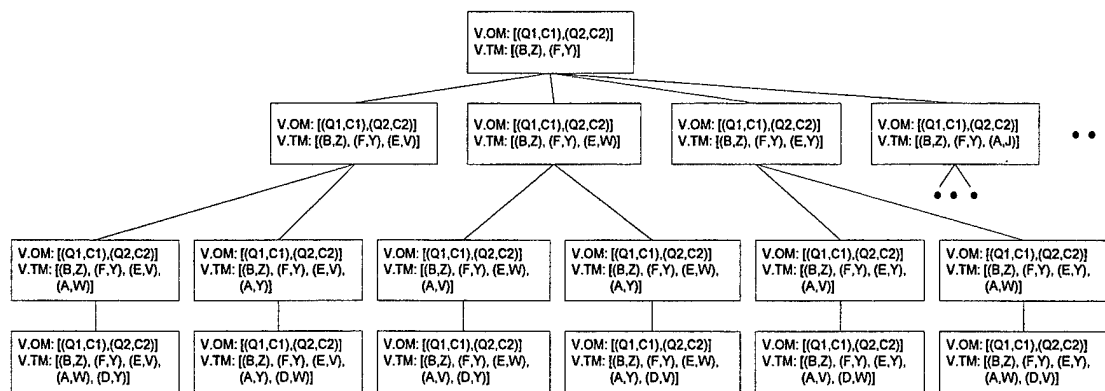 V.OM: [(Q1,C1),(Q2,C2)]
V.TM: [(B,Z), (F,Y)]
V.OM: [(Q1,C1),(Q2,C2)]
V.TM: [(B,Z), (F,Y), (E,V)]
V.OM: [(Q1,C1),(Q2,C2)]
V.TM: [(B,Z), (F,Y), (E,W)]
V.OM: [(Q1,C1),(Q2,C2)]
V.TM: [(B,Z), (F,Y), (E,Y)]
V.OM: [(Q1,C1),(Q2,C2)]
V.TM: [(B,Z), (F,Y), (A,J)]
V.OM: [(Q1,C1),(Q2,C2)]
V.TM: [(B,Z), (F,Y), (E,V),
(A,W)]
V.OM: [(Q1,C1),(Q2,C2)]
V.TM: [(B,Z), (F,Y), (E,V),
(A,Y)]
V.OM: [(Q1,C1),(Q2,C2)]
V.TM: [(B,Z), (F,Y), (E,W),
(A,V)]
V.OM: [(Q1,C1),(Q2,C2)]
V.TM: [(B,Z), (F,Y), (E,W),
(A,Y)]
V.OM: [(Q1,C1),(Q2,C2)]
V.TM: [(B,Z), (F,Y), (E,Y),
(A,V)]
V.OM: [(Q1,C1),(Q2,C2)]
V.TM: [(B,Z), (F,Y), (E,Y),
(A,W)]
V.OM: [(Q1,C1),(Q2,C2)]
V.TM: [(B,Z), (F,Y), (E,V),
(A,W), (D,Y)]
V.OM: [(Q1,C1),(Q2,C2)]
V.TM: [(B,Z), (F,Y), (E,V),
(A,Y), (D,W)]
V.OM: [(Q1,C1),(Q2,C2)]
V.TM: [(B,Z), (F,Y), (E,W),
(A,V), (D,Y)]
V.OM: [(Q1,C1),(Q2,C2)]
V.TM: [(B,Z), (F,Y), (E,W),
(A,Y), (D,V)]
V.OM: [(Q1,C1),(Q2,C2)]
V.TM: [(B,Z), (F,Y), (E,Y),
(A,V), (D,W)]
V.OM: [(Q1,C1),(Q2,C2)]
V.TM: [(B,Z), (F,Y), (E,Y),
(A,W), (D,V)]